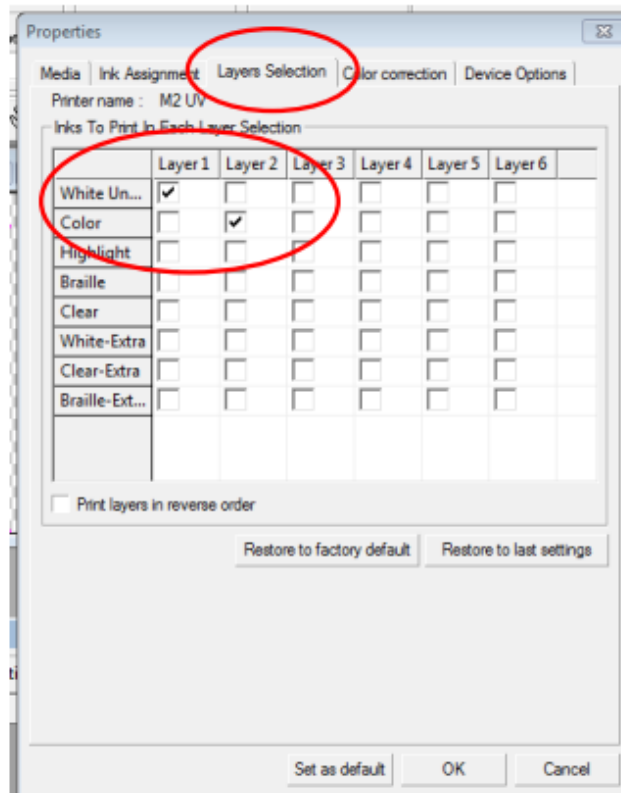 Properties
Media Ink Assignment Layers Selection Color correction Device Options
Printer name : M2 UV
Inks To Print In Each Layer Selection
Layer 1 Layer 2 Layer 3 Layer 4 Layer 5 Layer 6
White Un...
Color
Highlight
Braille
Clear
White-Extra
Clear-Extra
Braille-Ext...
Print layers in reverse order
Restore to factory default Restore to last settings
Set as default OK Cancel